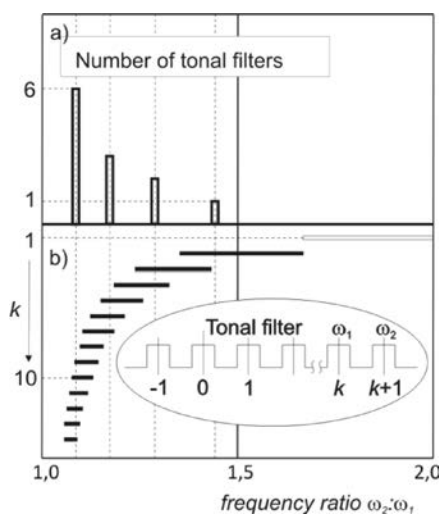 a)
Number of tonal filters
6
1
1
b)
k
10
Tonal filter
ω₁ ω₂
-1 0 1 k k+1
1,0 1,5 2,0
frequency ratio ω₂:ω₁